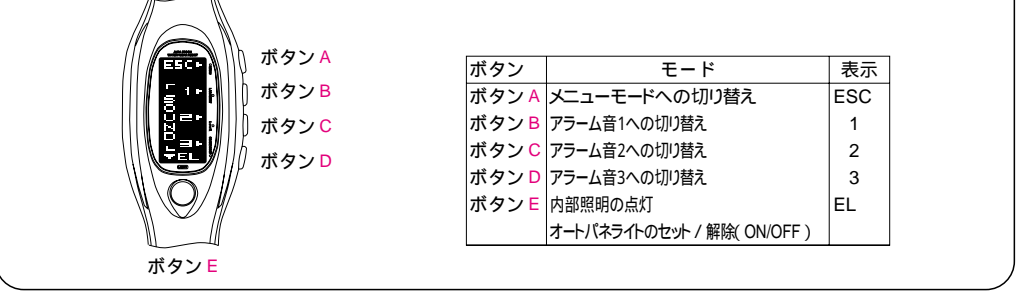 ESC
1
2
3
SOUND
EL
ボタン A
ボタン B
ボタン C
ボタン D
ボタン E
ボタン モード 表示
ボタン A メニューモードへの切り替え ESC
ボタン B アラーム音1への切り替え 1
ボタン C アラーム音2への切り替え 2
ボタン D アラーム音3への切り替え 3
ボタン E 内部照明の点灯 EL
オートパネライトのセット / 解除( ON/OFF )